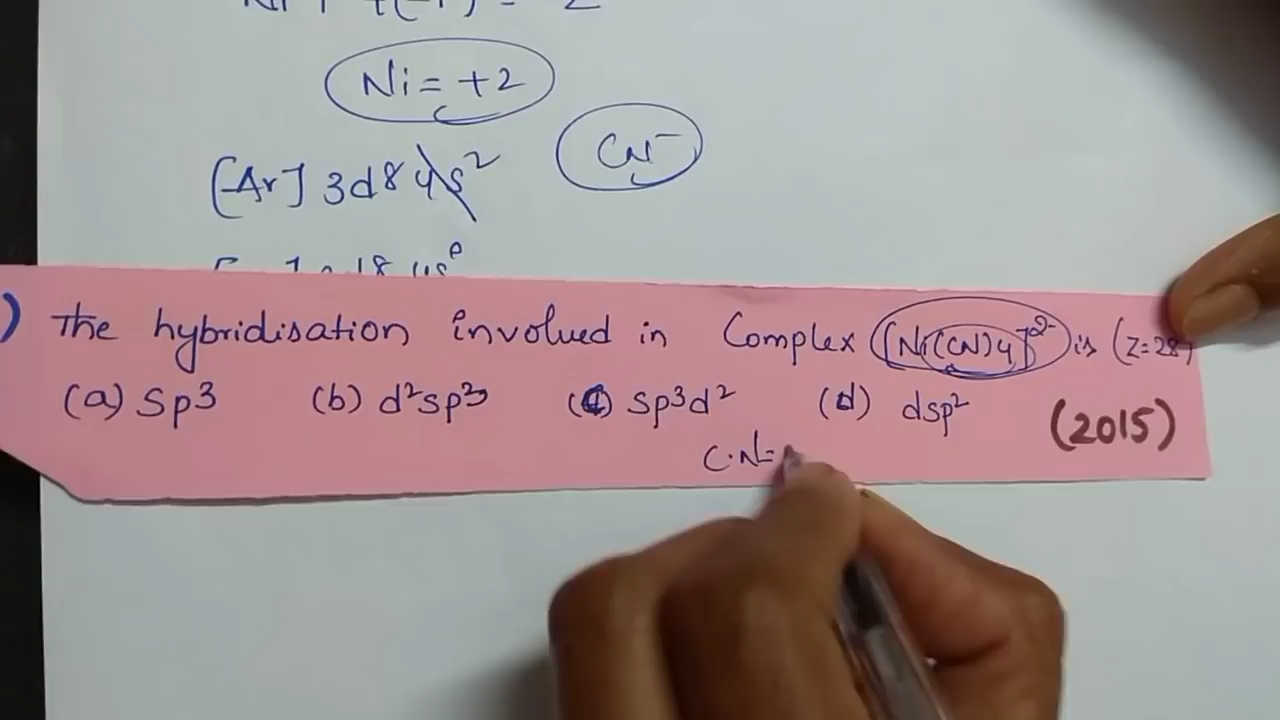 Ni = +2
CN⁻
[Ar] 3d8 4s²
) The hybridisation involved in Complex [Ni(CN)4]²⁻ is (Z=28)
(a) Sp3 (b) d²sp3 (c) sp3d² (d) dsp²
(2015)
C.N=